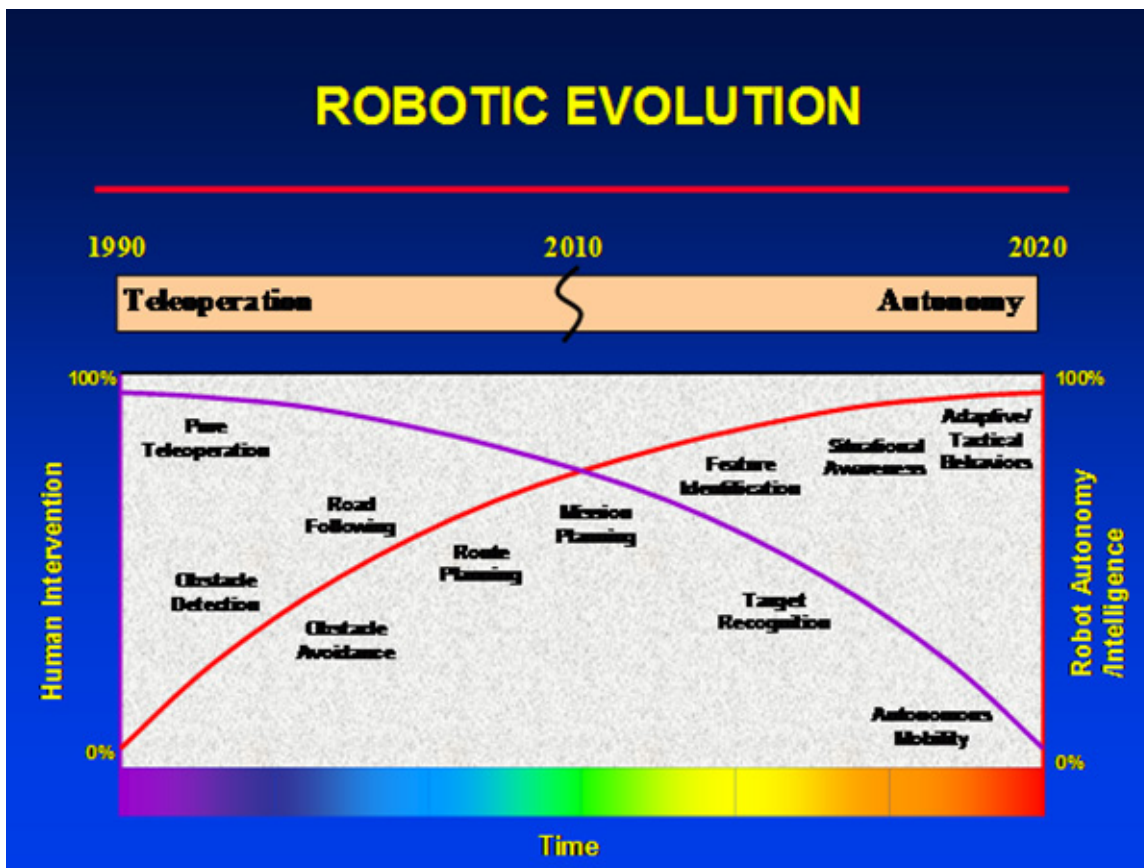 ROBOTIC EVOLUTION
1990
2010
2020
Teleoperation
Autonomy
100%
100%
Pure
Teleoperation
Adaptive/
Tactical
Behaviors
Situational
Awareness
Feature
Identification
Road
Following
Mission
Planning
Route
Planning
Obstacle
Detection
Target
Recognition
Obstacle
Avoidance
Autonomous
Mobility
Human Intervention
Robot Autonomy
/Intelligence
0%
0%
Time